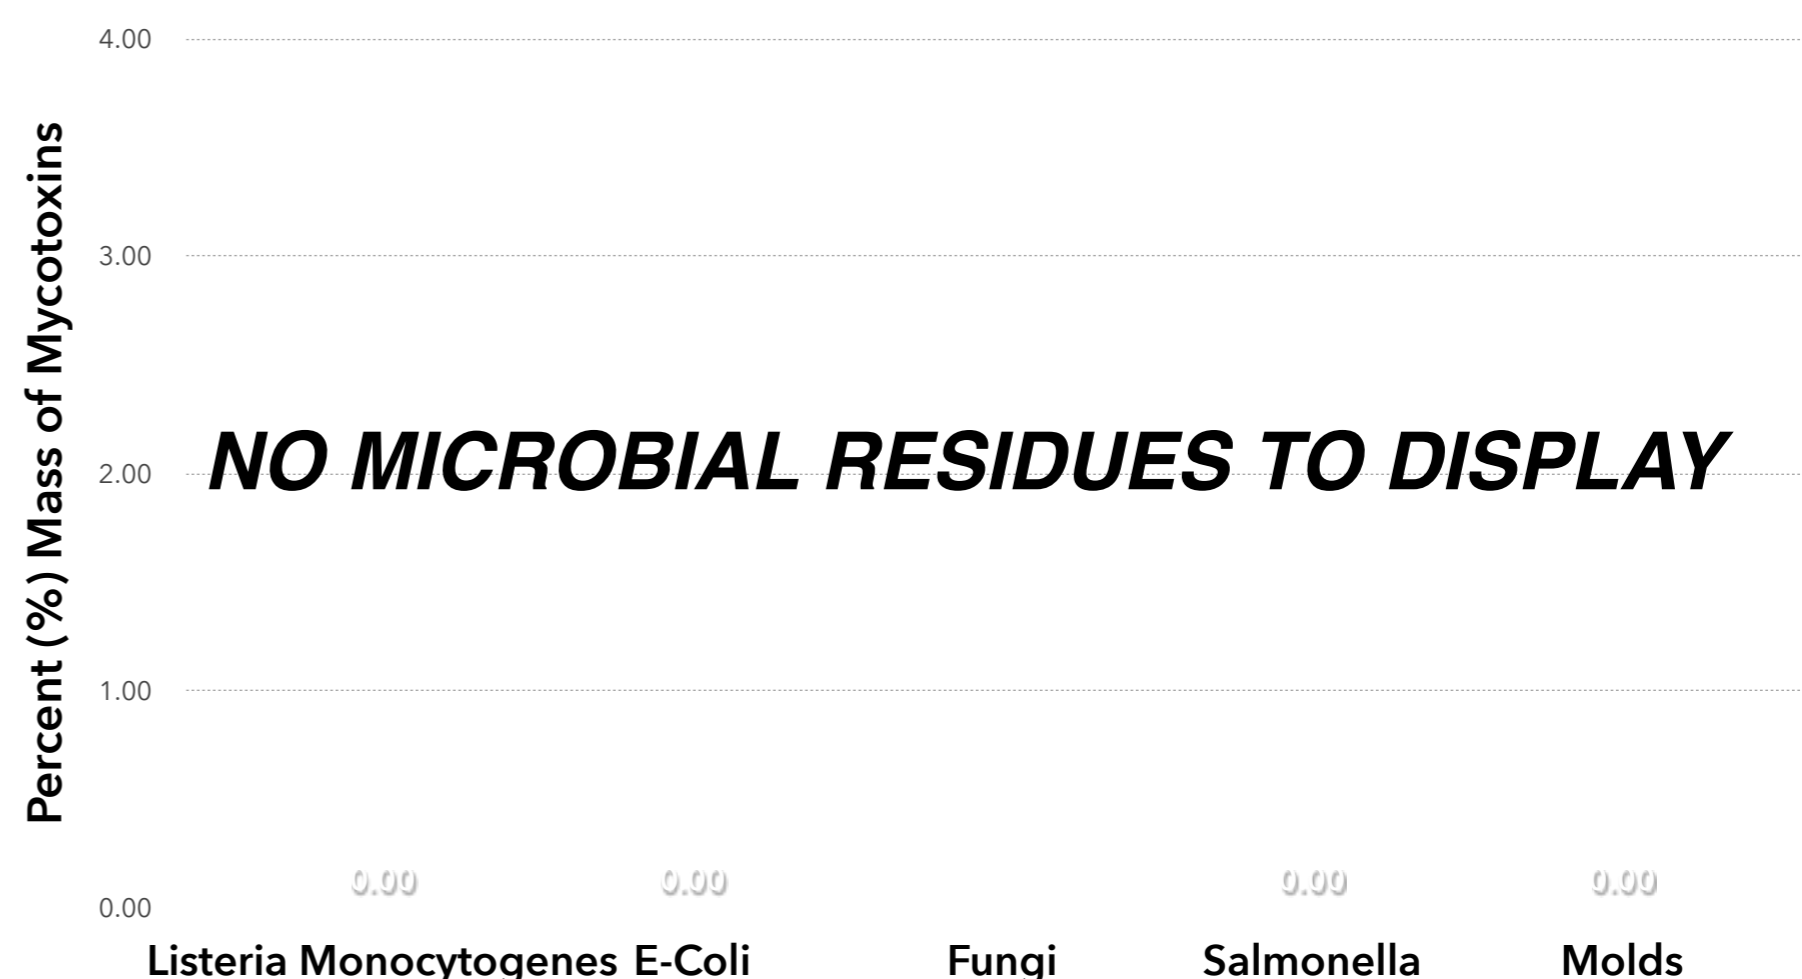 4.00
Percent (%) Mass of Mycotoxins
3.00
NO MICROBIAL RESIDUES TO DISPLAY
2.00
1.00
0.00 0.00 0.00 0.00
0.00
Listeria Monocytogenes E-Coli Fungi Salmonella Molds